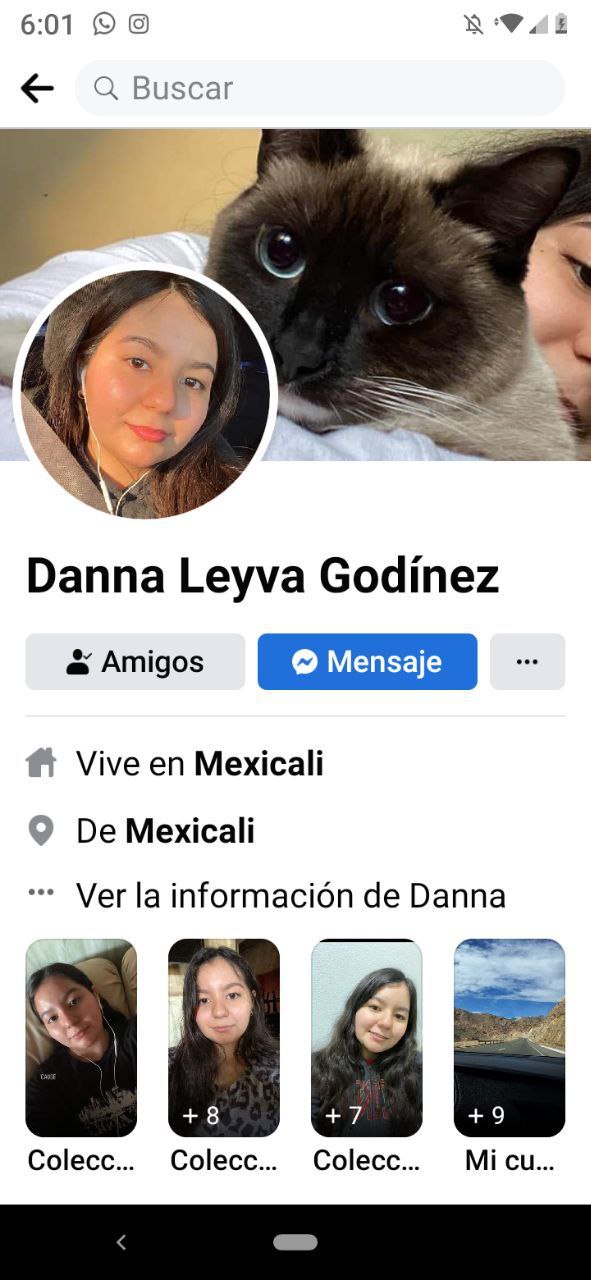 6:01
Buscar
Danna Leyva Godínez
Amigos
Mensaje
Vive en Mexicali
De Mexicali
Ver la información de Danna
CAUSE
+ 8
+ 7
+ 9
Colecc...
Colecc...
Colecc...
Mi cu...